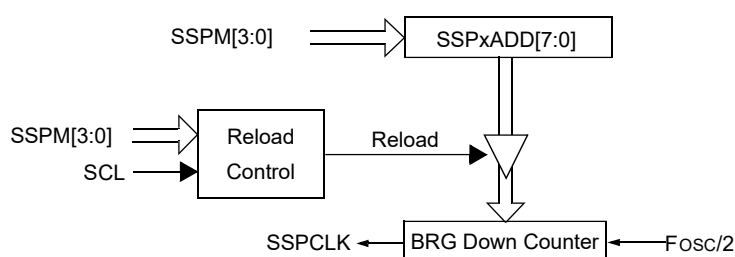 SSPM[3:0]
SSPxADD[7:0]
SSPM[3:0]
Reload
Control
Reload
SCL
SSPCLK
BRG Down Counter
FOSC/2